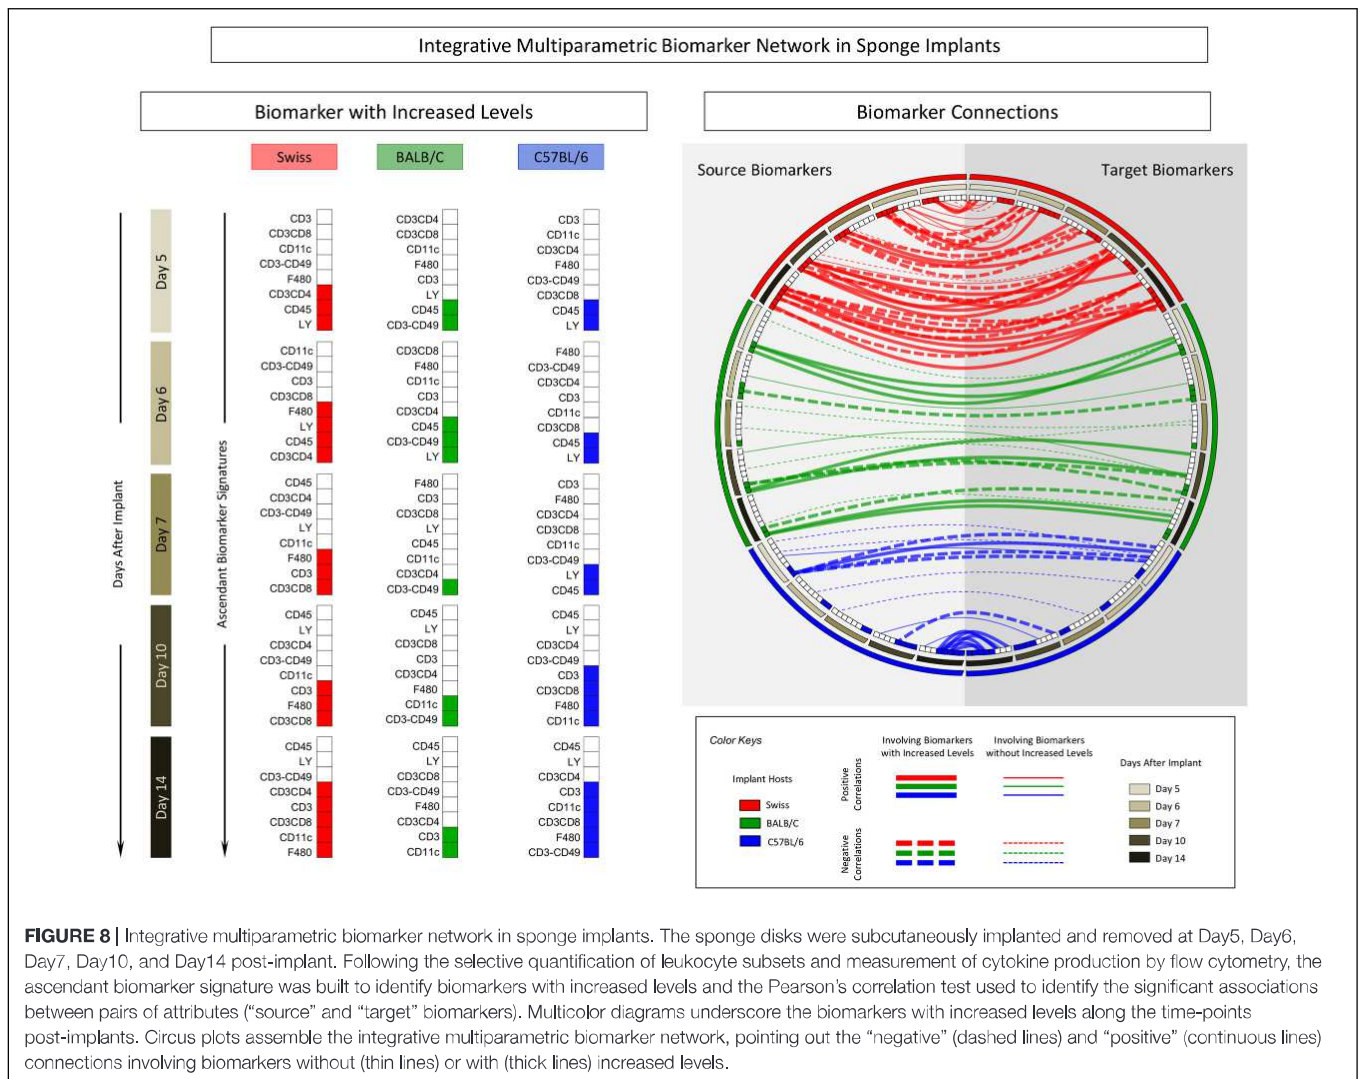 Integrative Multiparametric Biomarker Network in Sponge Implants
Biomarker with Increased Levels
Biomarker Connections
Swiss
BALB/C
C57BL/6
Days After Implant
Ascendant Biomarker Signatures
Day 5
CD3
CD3CD8
CD11c
CD3-CD49
F480
CD3CD4
CD45
LY
CD3CD4
CD3CD8
CD11c
F480
CD3
LY
CD45
CD3-CD49
CD3
CD11c
CD3CD4
F480
CD3-CD49
CD3CD8
CD45
LY
Day 6
CD11c
CD3-CD49
CD3
CD3CD8
F480
LY
CD45
CD3CD4
CD3CD8
F480
CD11c
CD3
CD3CD4
CD45
CD3-CD49
LY
F480
CD3-CD49
CD3CD4
CD3
CD11c
CD3CD8
CD45
LY
Day 7
CD45
CD3CD4
CD3-CD49
LY
CD11c
F480
CD3
CD3CD8
F480
CD3
CD3CD8
LY
CD45
CD11c
CD3CD4
CD3-CD49
CD3
F480
CD3CD4
CD3CD8
CD11c
CD3-CD49
LY
CD45
Day 10
CD45
LY
CD3CD4
CD3-CD49
CD11c
CD3
F480
CD3CD8
CD45
LY
CD3CD8
CD3
CD3CD4
F480
CD11c
CD3-CD49
CD45
LY
CD3CD4
CD3-CD49
CD3
CD3CD8
F480
CD11c
Day 14
CD45
LY
CD3-CD49
CD3CD4
CD3
CD3CD8
CD11c
F480
CD45
LY
CD3CD8
CD3-CD49
F480
CD3CD4
CD3
CD11c
CD45
LY
CD3CD4
CD3
CD11c
CD3CD8
F480
CD3-CD49
Source Biomarkers
Target Biomarkers
Color Keys
Implant Hosts
Swiss
BALB/C
C57BL/6
Involving Biomarkers
with Increased Levels
Involving Biomarkers
without Increased Levels
Positive
Correlations
Negative
Correlations
Days After Implant
Day 5
Day 6
Day 7
Day 10
Day 14
FIGURE 8 | Integrative multiparametric biomarker network in sponge implants. The sponge disks were subcutaneously implanted and removed at Day5, Day6,
Day7, Day10, and Day14 post-implant. Following the selective quantification of leukocyte subsets and measurement of cytokine production by flow cytometry, the
ascendant biomarker signature was built to identify biomarkers with increased levels and the Pearson's correlation test used to identify the significant associations
between pairs of attributes ("source" and "target" biomarkers). Multicolor diagrams underscore the biomarkers with increased levels along the time-points
post-implants. Circus plots assemble the integrative multiparametric biomarker network, pointing out the "negative" (dashed lines) and "positive" (continuous lines)
connections involving biomarkers without (thin lines) or with (thick lines) increased levels.